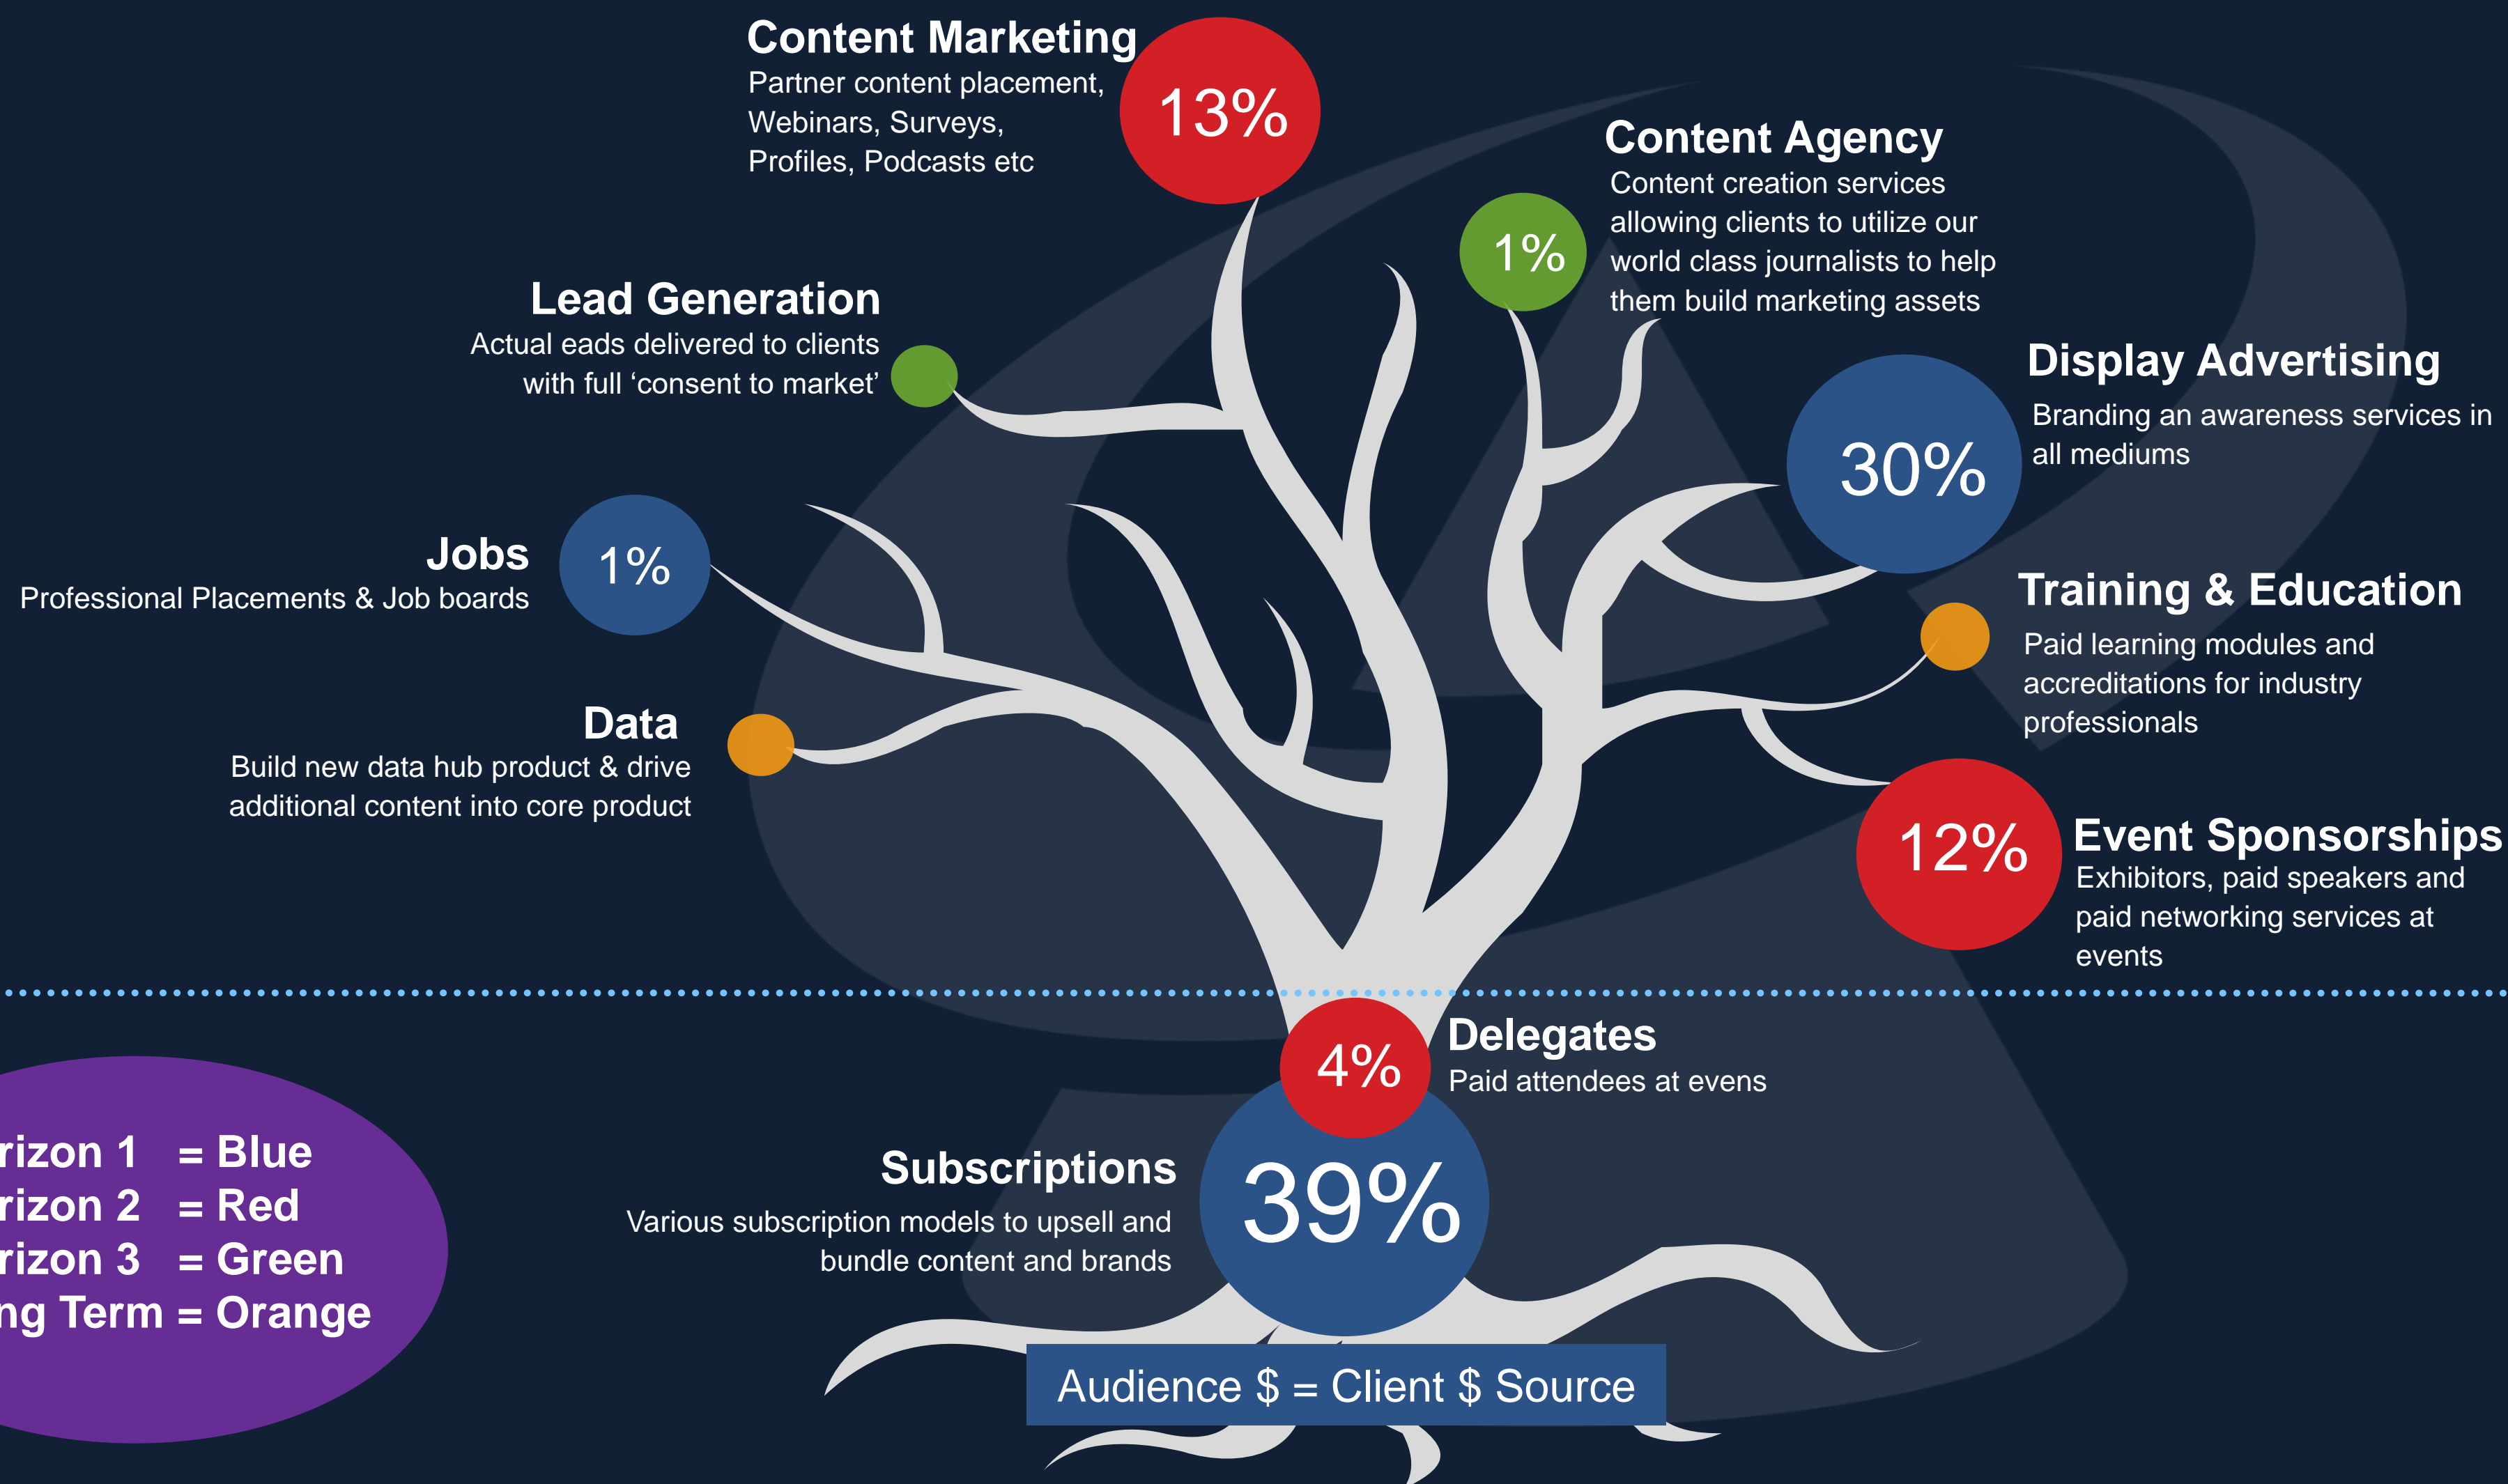 Content Marketing
Partner content placement,
Webinars, Surveys,
Profiles, Podcasts etc
13%
Content Agency
Content creation services
allowing clients to utilize our
world class journalists to help
them build marketing assets
1%
Lead Generation
Actual eads delivered to clients
with full ‘consent to market’
Display Advertising
Branding an awareness services in
all mediums
30%
Jobs
Professional Placements & Job boards
1%
Training & Education
Paid learning modules and
accreditations for industry
professionals
Data
Build new data hub product & drive
additional content into core product
12%
Event Sponsorships
Exhibitors, paid speakers and
paid networking services at
events
4%
Delegates
Paid attendees at evens
Subscriptions
Various subscription models to upsell and
bundle content and brands
39%
rizon 1 = Blue
rizon 2 = Red
rizon 3 = Green
ng Term = Orange
Audience $ = Client $ Source